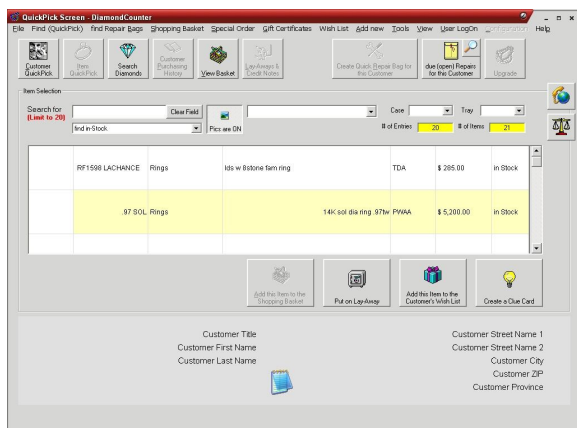 QuickPick Screen - DiamondCounter
File Find (QuickPick) find Repair Bags Shopping Basket Special Order Gift Certificates Wish List Add new Tools View User LogOn Configuration Help
Customer QuickPick
Item QuickPick
Search Diamonds
Customer Purchasing History
View Basket
Lay-Aways & Credit Notes
Create Quick Repair Bag for this Customer
due (open) Repairs for this Customer
Upgrade
Item Selection
Search for
(Limit to 20)
Clear Field
Case
Tray
find in-Stock
Pics are ON
# of Entries 20 # of Items 21
RF1598 LACHANCE Rings lds w 8stone fam ring TDA $ 285.00 in Stock
.97 SOL Rings 14K sol dia ring .97tw PWAA $ 5,200.00 in Stock
Add this Item to the Shopping Basket
Put on Lay-Away
Add this Item to the Customer's Wish List
Create a Clue Card
Customer Title
Customer First Name
Customer Last Name
Customer Street Name 1
Customer Street Name 2
Customer City
Customer ZIP
Customer Province